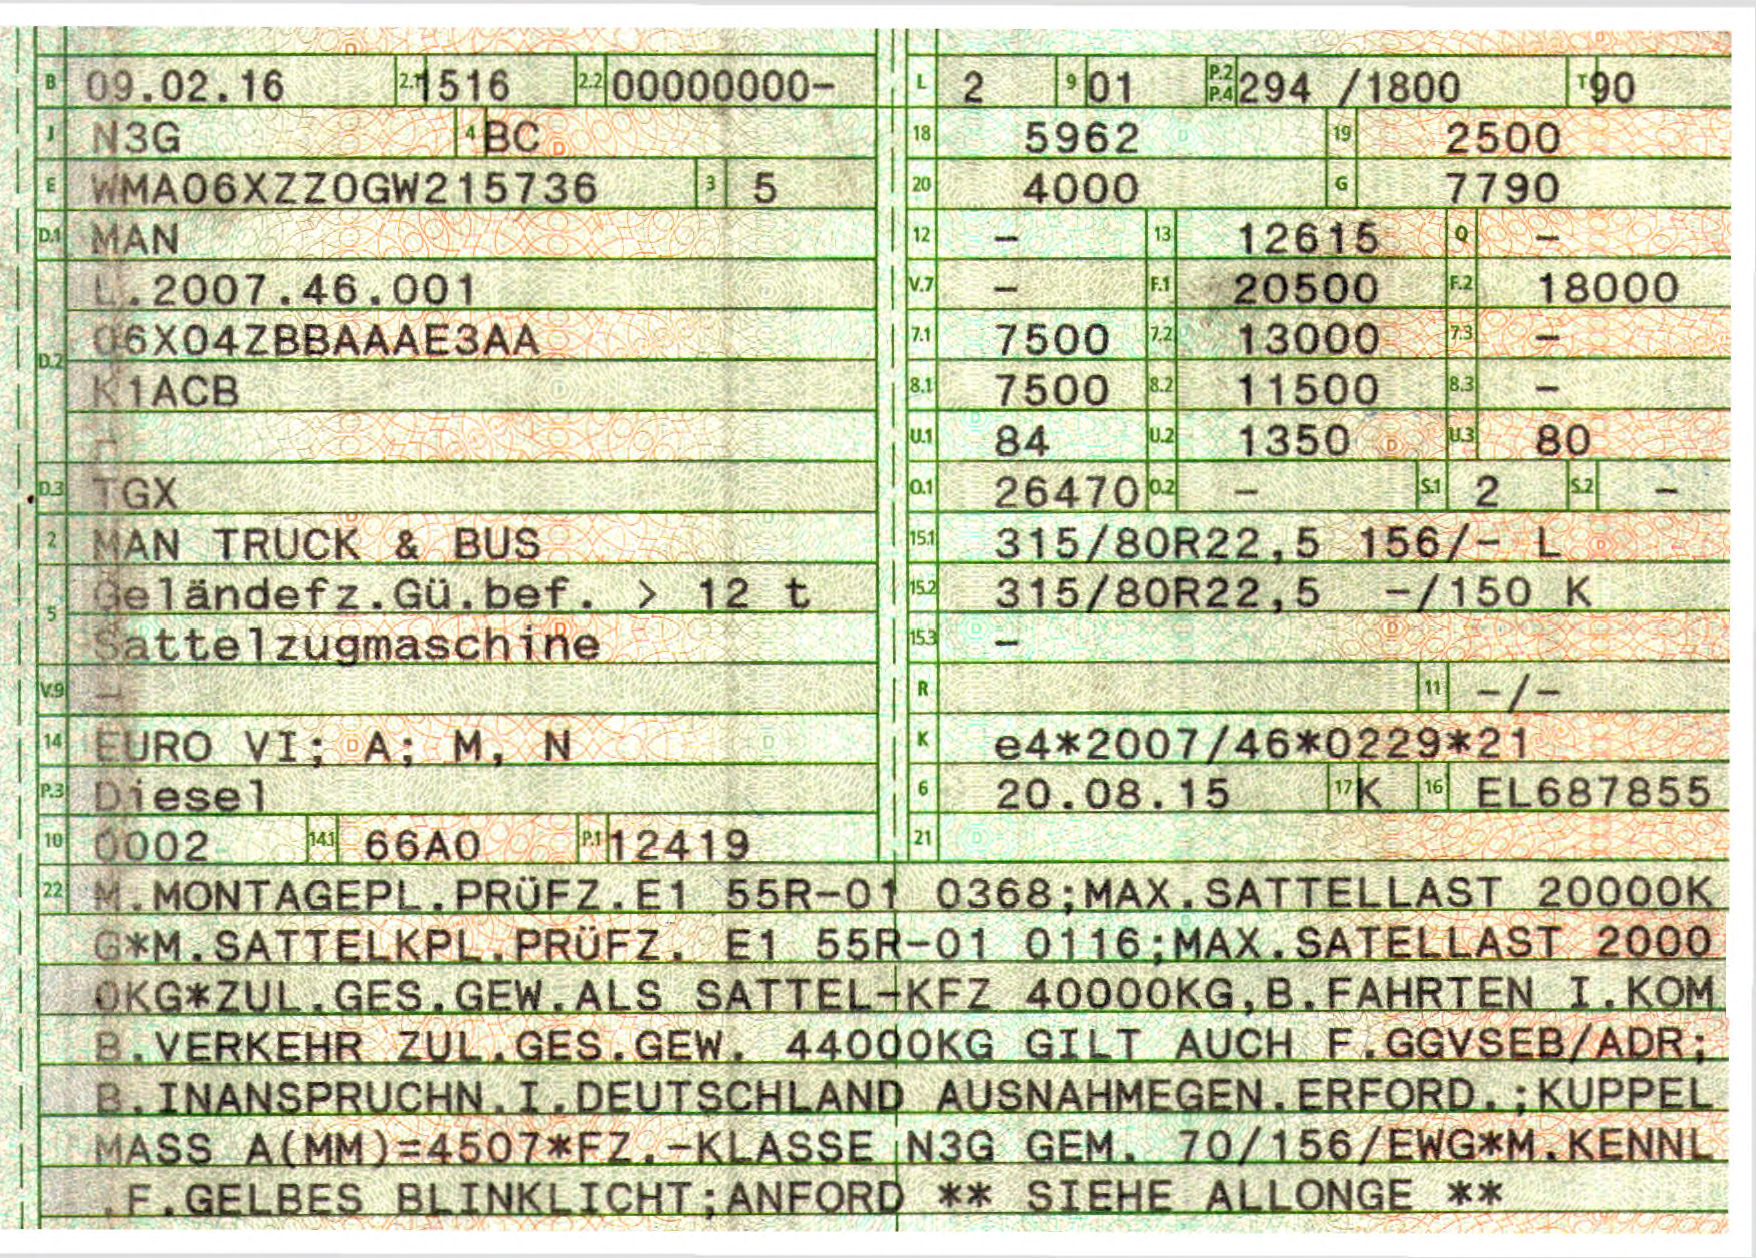 B 09.02.16 2.1 1516 2.2 00000000-
J N3G 4 BC
E WMA06XZZ0GW215736 3 5
D.1 MAN
L.2007.46.001
D.2 06X04ZBBAAAE3AA
K1ACB
-
D.3 TGX
2 MAN TRUCK & BUS
5 Geländefz.Gü.bef. > 12 t
Sattelzugmaschine
V.9 -
14 EURO VI; A; M, N
P.3 Diesel
10 0002 14.1 66A0 P.1 12419
L 2 9 01 P.2 P.4 294 /1800 T 90
18 5962 19 2500
20 4000 G 7790
12 - 13 12615 Q -
V.7 - F.1 20500 F.2 18000
7.1 7500 7.2 13000 7.3 -
8.1 7500 8.2 11500 8.3 -
U.1 84 U.2 1350 U.3 80
O.1 26470 O.2 - S.1 2 S.2 -
15.1 315/80R22,5 156/- L
15.2 315/80R22,5 -/150 K
15.3 -
R 11 -/-
K e4*2007/46*0229*21
6 20.08.15 17 K 16 EL687855
21
22 M.MONTAGEPL.PRÜFZ.E1 55R-01 0368;MAX.SATTELLAST 20000K
G*M.SATTELKPL.PRÜFZ. E1 55R-01 0116;MAX.SATELLAST 2000
0KG*ZUL.GES.GEW.ALS SATTEL-KFZ 40000KG,B.FAHRTEN I.KOM
B.VERKEHR ZUL.GES.GEW. 44000KG GILT AUCH F.GGVSEB/ADR;
B.INANSPRUCHN.I.DEUTSCHLAND AUSNAHMEGEN.ERFORD.;KUPPEL
MASS A(MM)=4507*FZ.-KLASSE N3G GEM. 70/156/EWG*M.KENNL
.F.GELBES BLINKLICHT;ANFORD ** SIEHE ALLONGE **